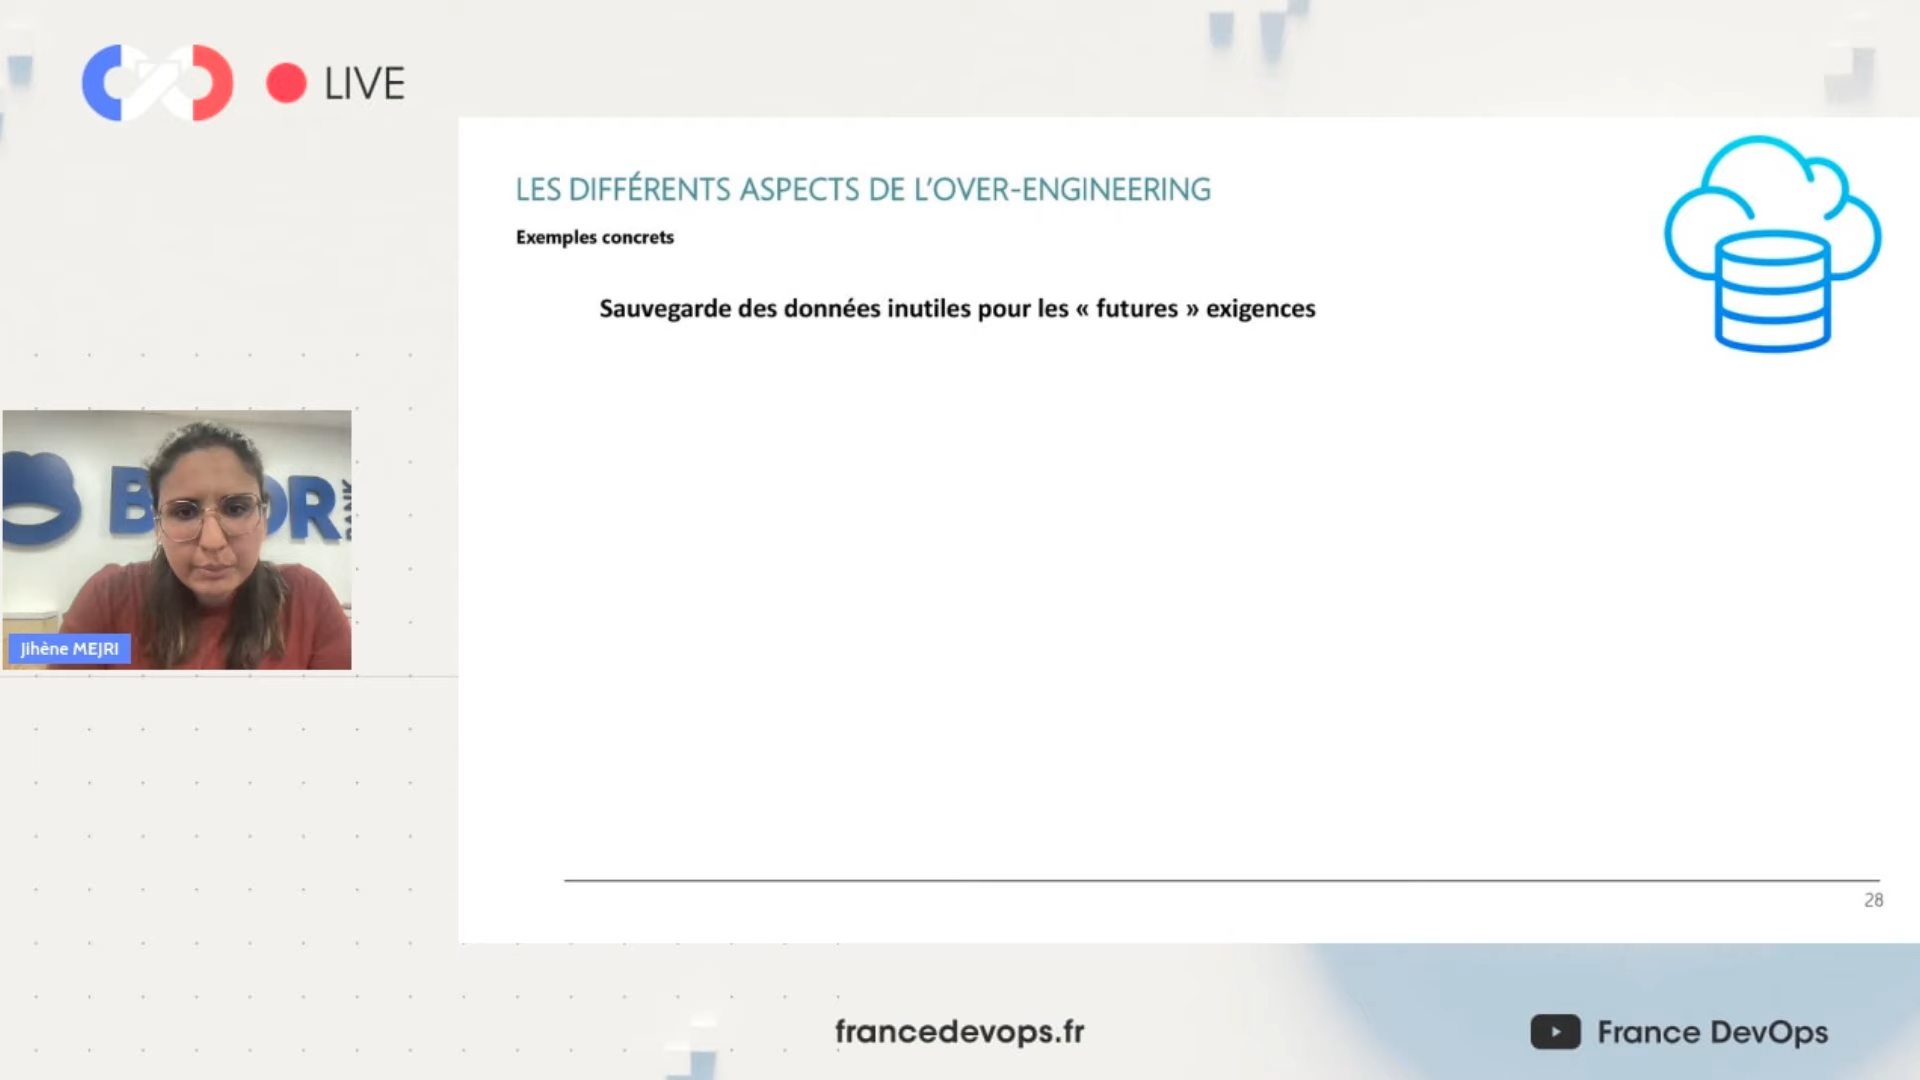 LIVE
LES DIFFÉRENTS ASPECTS DE L'OVER-ENGINEERING
Exemples concrets
Sauvegarde des données inutiles pour les « futures » exigences
Jihène MEJRI
28
francedevops.fr
France DevOps